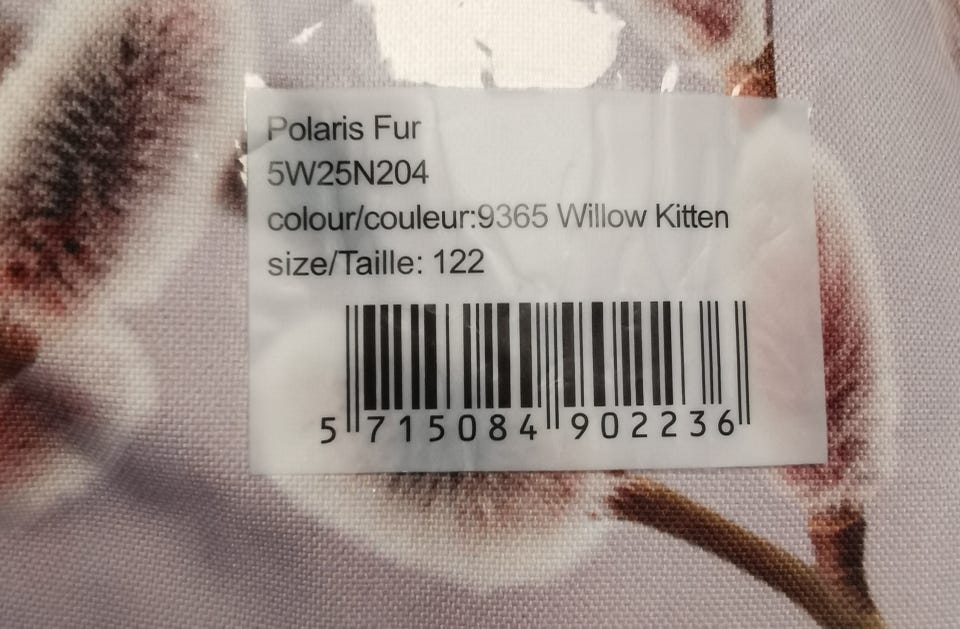 Polaris Fur
5W25N204
colour/couleur:9365 Willow Kitten
size/Taille: 122
5 715084 902236